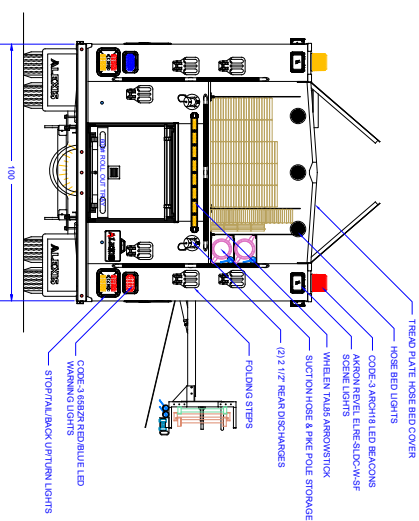 TREAD PLATE HOSE BED COVER
HOSE BED LIGHTS
CODE-3 ARCH18 LED BEACONS
AKRON REVEL ELRE-SLDC-W-SF
SCENE LIGHTS
WHELEN TAL85 ARROWSTICK
SUCTION HOSE & PIKE POLE STORAGE
(2) 2 1/2" REAR DISCHARGES
FOLDING STEPS
CODE-3 65BZR RED/BLUE LED
WARNING LIGHTS
STOP/TAIL/BACK UP/TURN LIGHTS
ROLL OUT TRAY
ALEXIS
ALEXIS
100